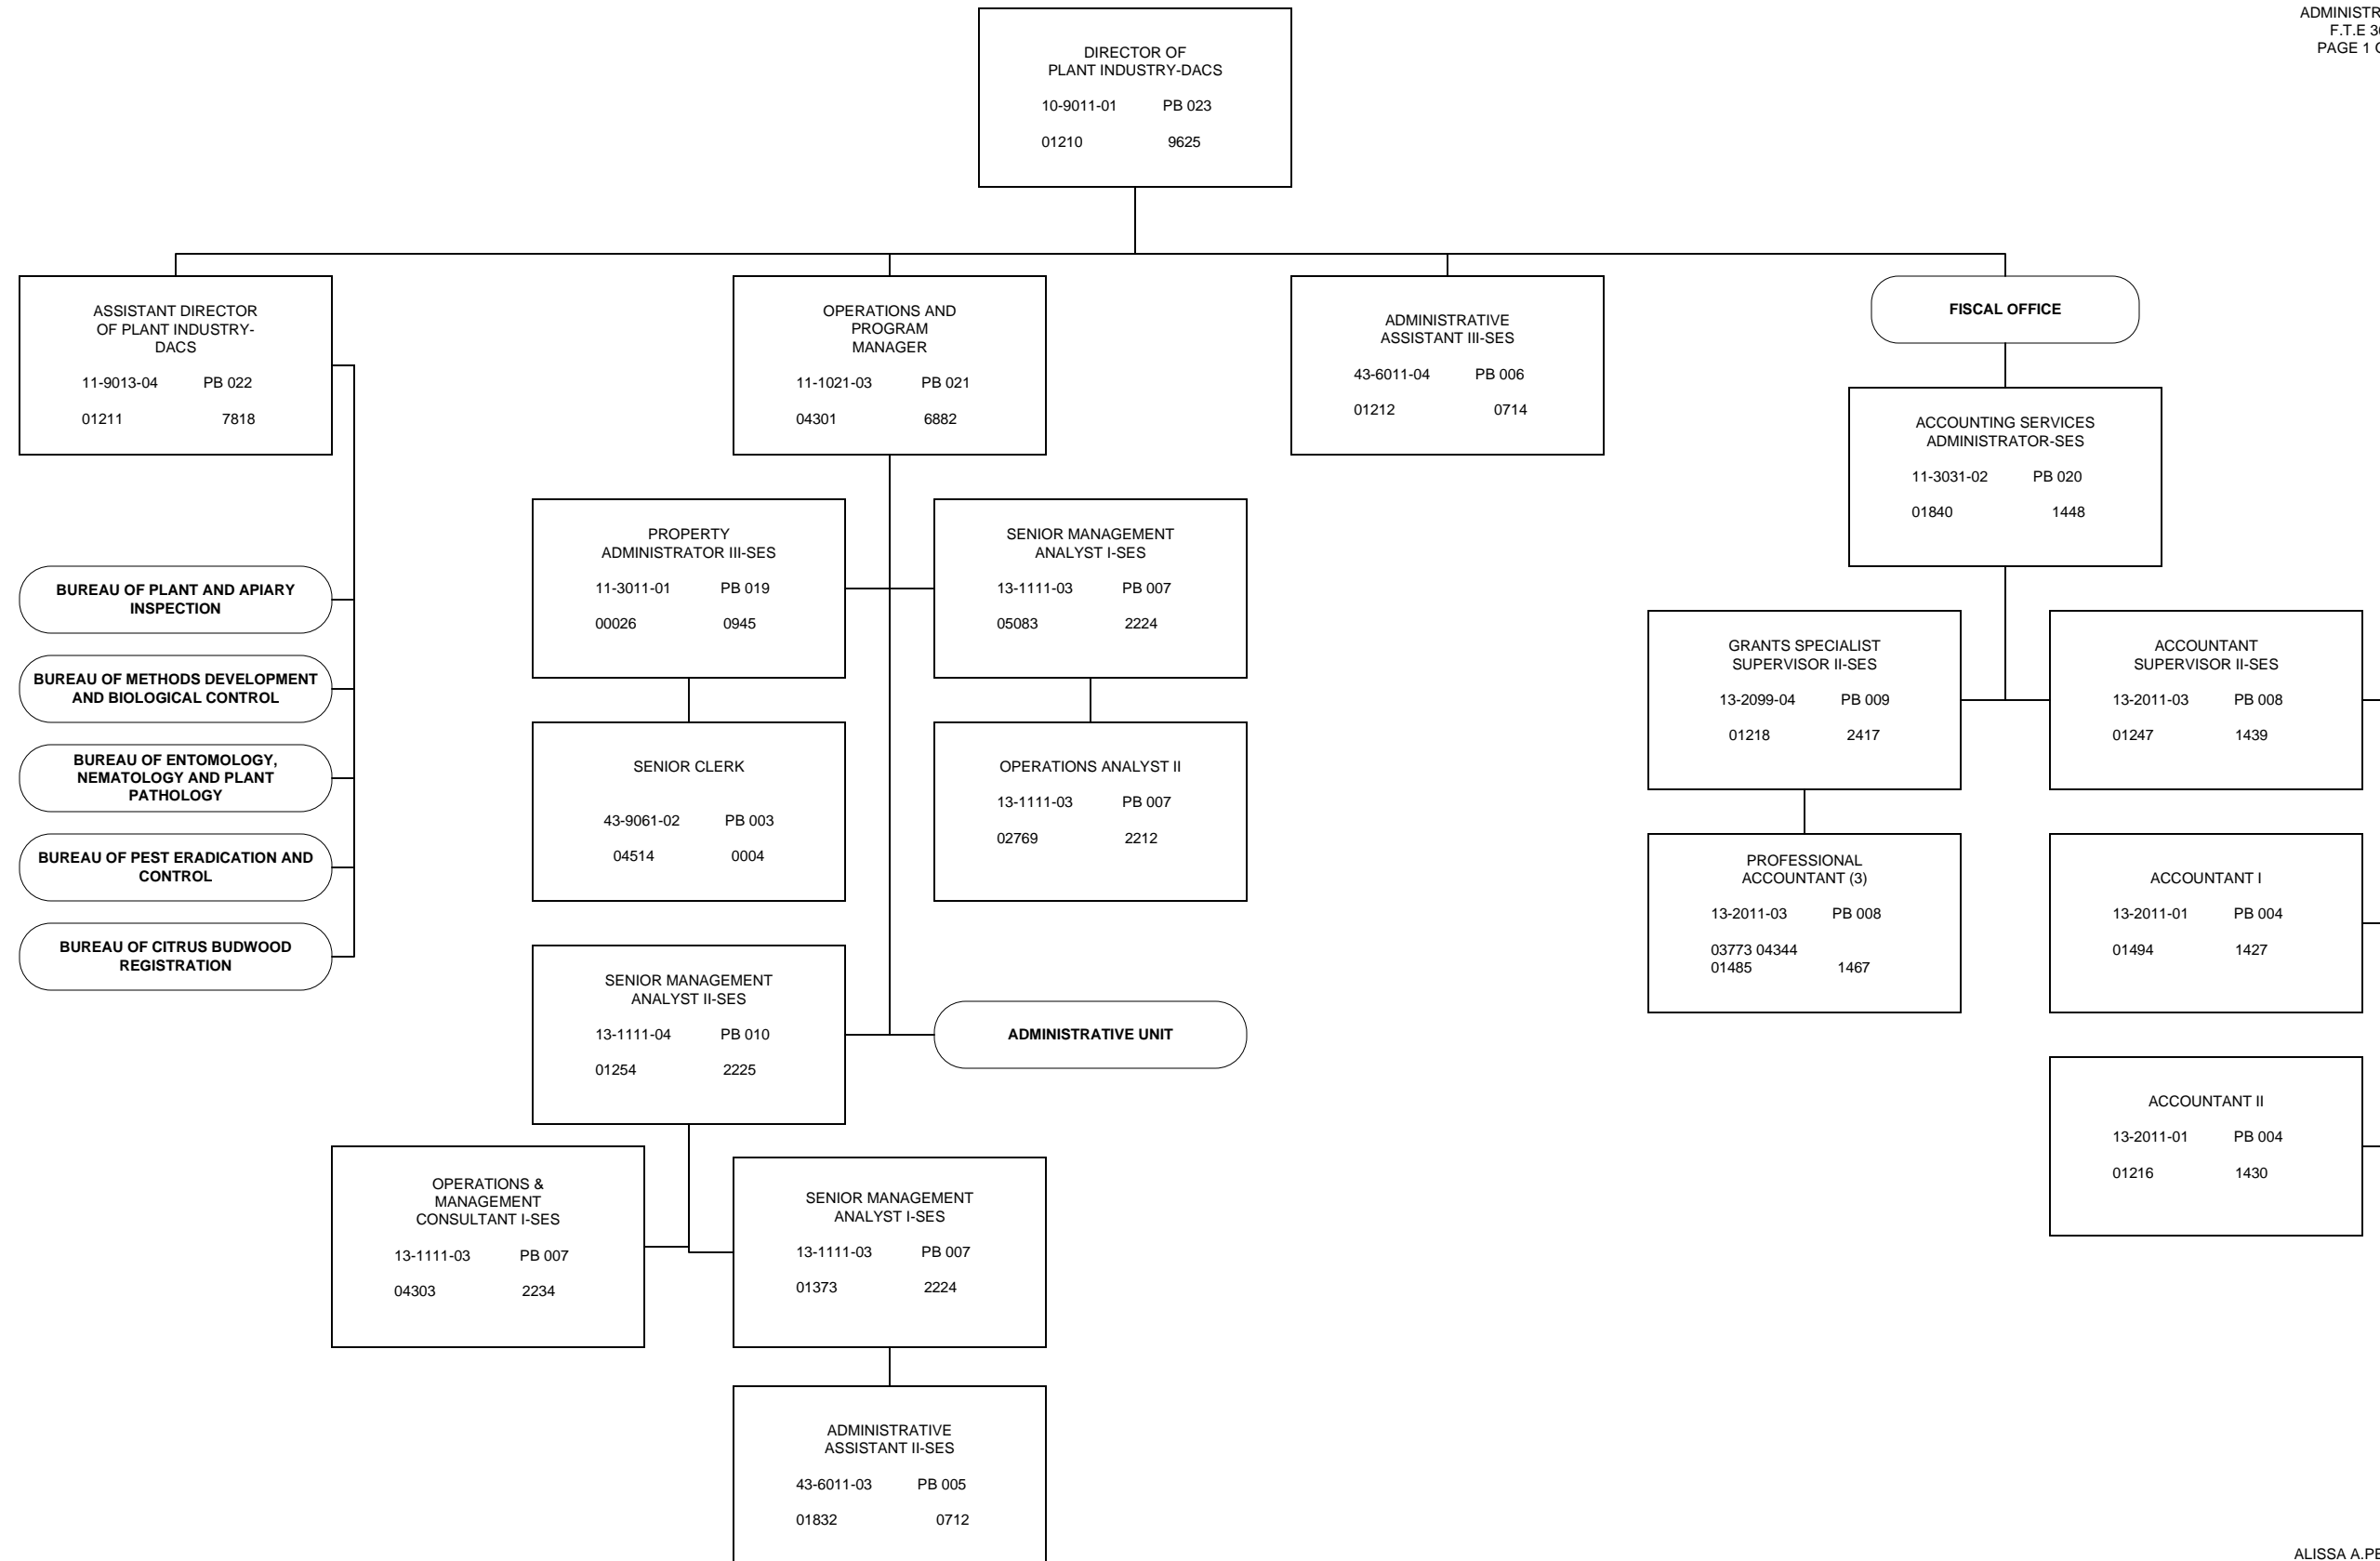 ADMINISTR
F.T.E 3
PAGE 1
DIRECTOR OF
PLANT INDUSTRY-DACS
10-9011-01 PB 023
01210 9625
ASSISTANT DIRECTOR
OF PLANT INDUSTRY-
DACS
11-9013-04 PB 022
01211 7818
OPERATIONS AND
PROGRAM
MANAGER
11-1021-03 PB 021
04301 6882
ADMINISTRATIVE
ASSISTANT III-SES
43-6011-04 PB 006
01212 0714
FISCAL OFFICE
ACCOUNTING SERVICES
ADMINISTRATOR-SES
11-3031-02 PB 020
01840 1448
BUREAU OF PLANT AND APIARY
INSPECTION
BUREAU OF METHODS DEVELOPMENT
AND BIOLOGICAL CONTROL
BUREAU OF ENTOMOLOGY,
NEMATOLOGY AND PLANT
PATHOLOGY
BUREAU OF PEST ERADICATION AND
CONTROL
BUREAU OF CITRUS BUDWOOD
REGISTRATION
PROPERTY
ADMINISTRATOR III-SES
11-3011-01 PB 019
00026 0945
SENIOR MANAGEMENT
ANALYST I-SES
13-1111-03 PB 007
05083 2224
SENIOR CLERK
43-9061-02 PB 003
04514 0004
OPERATIONS ANALYST II
13-1111-03 PB 007
02769 2212
SENIOR MANAGEMENT
ANALYST II-SES
13-1111-04 PB 010
01254 2225
ADMINISTRATIVE UNIT
OPERATIONS &
MANAGEMENT
CONSULTANT I-SES
13-1111-03 PB 007
04303 2234
SENIOR MANAGEMENT
ANALYST I-SES
13-1111-03 PB 007
01373 2224
ADMINISTRATIVE
ASSISTANT II-SES
43-6011-03 PB 005
01832 0712
GRANTS SPECIALIST
SUPERVISOR II-SES
13-2099-04 PB 009
01218 2417
ACCOUNTANT
SUPERVISOR II-SES
13-2011-03 PB 008
01247 1439
PROFESSIONAL
ACCOUNTANT (3)
13-2011-03 PB 008
03773 04344
01485 1467
ACCOUNTANT I
13-2011-01 PB 004
01494 1427
ACCOUNTANT II
13-2011-01 PB 004
01216 1430
ALISSA A.P